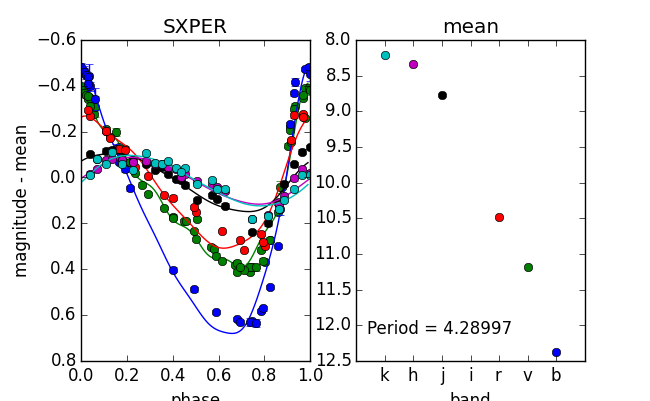 SXPER
mean
−0.6
−0.4
−0.2
0.0
0.2
0.4
0.6
0.8
magnitude - mean
0.0 0.2 0.4 0.6 0.8 1.0
phase
8.0
8.5
9.0
9.5
10.0
10.5
11.0
11.5
12.0
12.5
Period = 4.28997
k h j i r v b
band